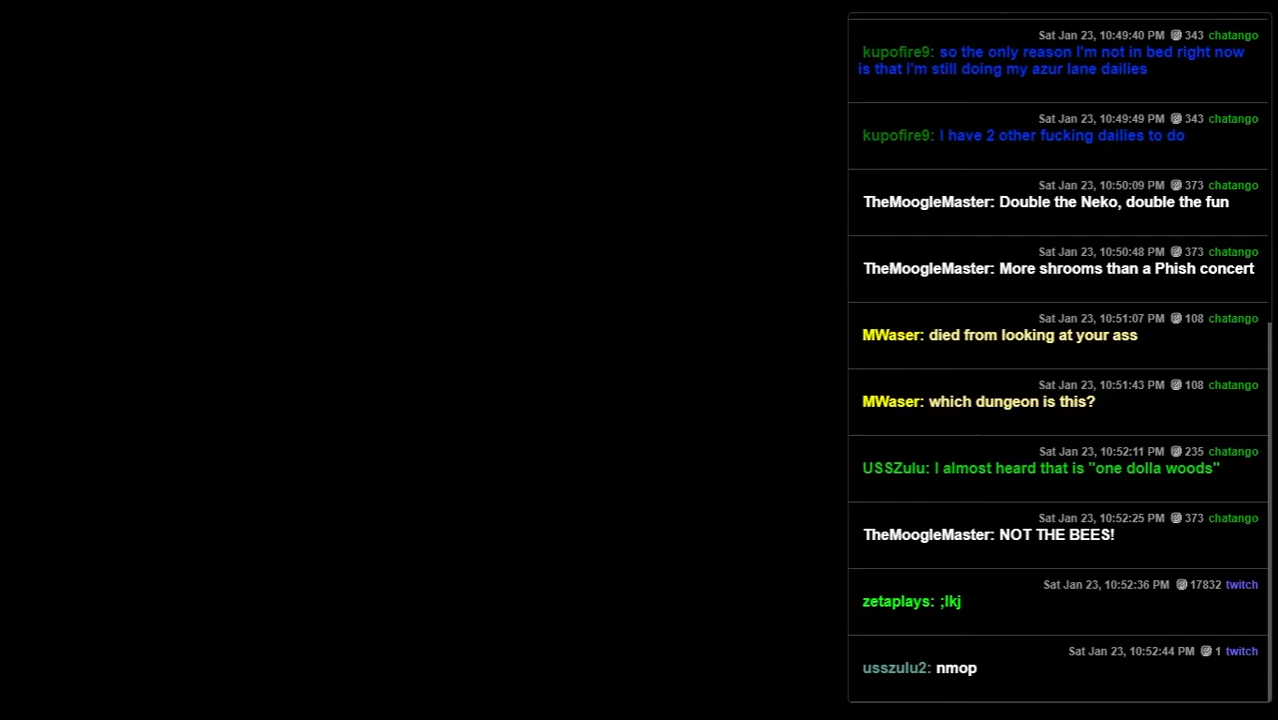 Sat Jan 23, 10:49:40 PM 343 chatango
kupofire9: so the only reason I'm not in bed right now
is that I'm still doing my azur lane dailies
Sat Jan 23, 10:49:49 PM 343 chatango
kupofire9: I have 2 other fucking dailies to do
Sat Jan 23, 10:50:09 PM 373 chatango
TheMoogleMaster: Double the Neko, double the fun
Sat Jan 23, 10:50:48 PM 373 chatango
TheMoogleMaster: More shrooms than a Phish concert
Sat Jan 23, 10:51:07 PM 108 chatango
MWaser: died from looking at your ass
Sat Jan 23, 10:51:43 PM 108 chatango
MWaser: which dungeon is this?
Sat Jan 23, 10:52:11 PM 235 chatango
USSZulu: I almost heard that is "one dolla woods"
Sat Jan 23, 10:52:25 PM 373 chatango
TheMoogleMaster: NOT THE BEES!
Sat Jan 23, 10:52:36 PM 17832 twitch
zetaplays: ;lkj
Sat Jan 23, 10:52:44 PM 1 twitch
usszulu2: nmop